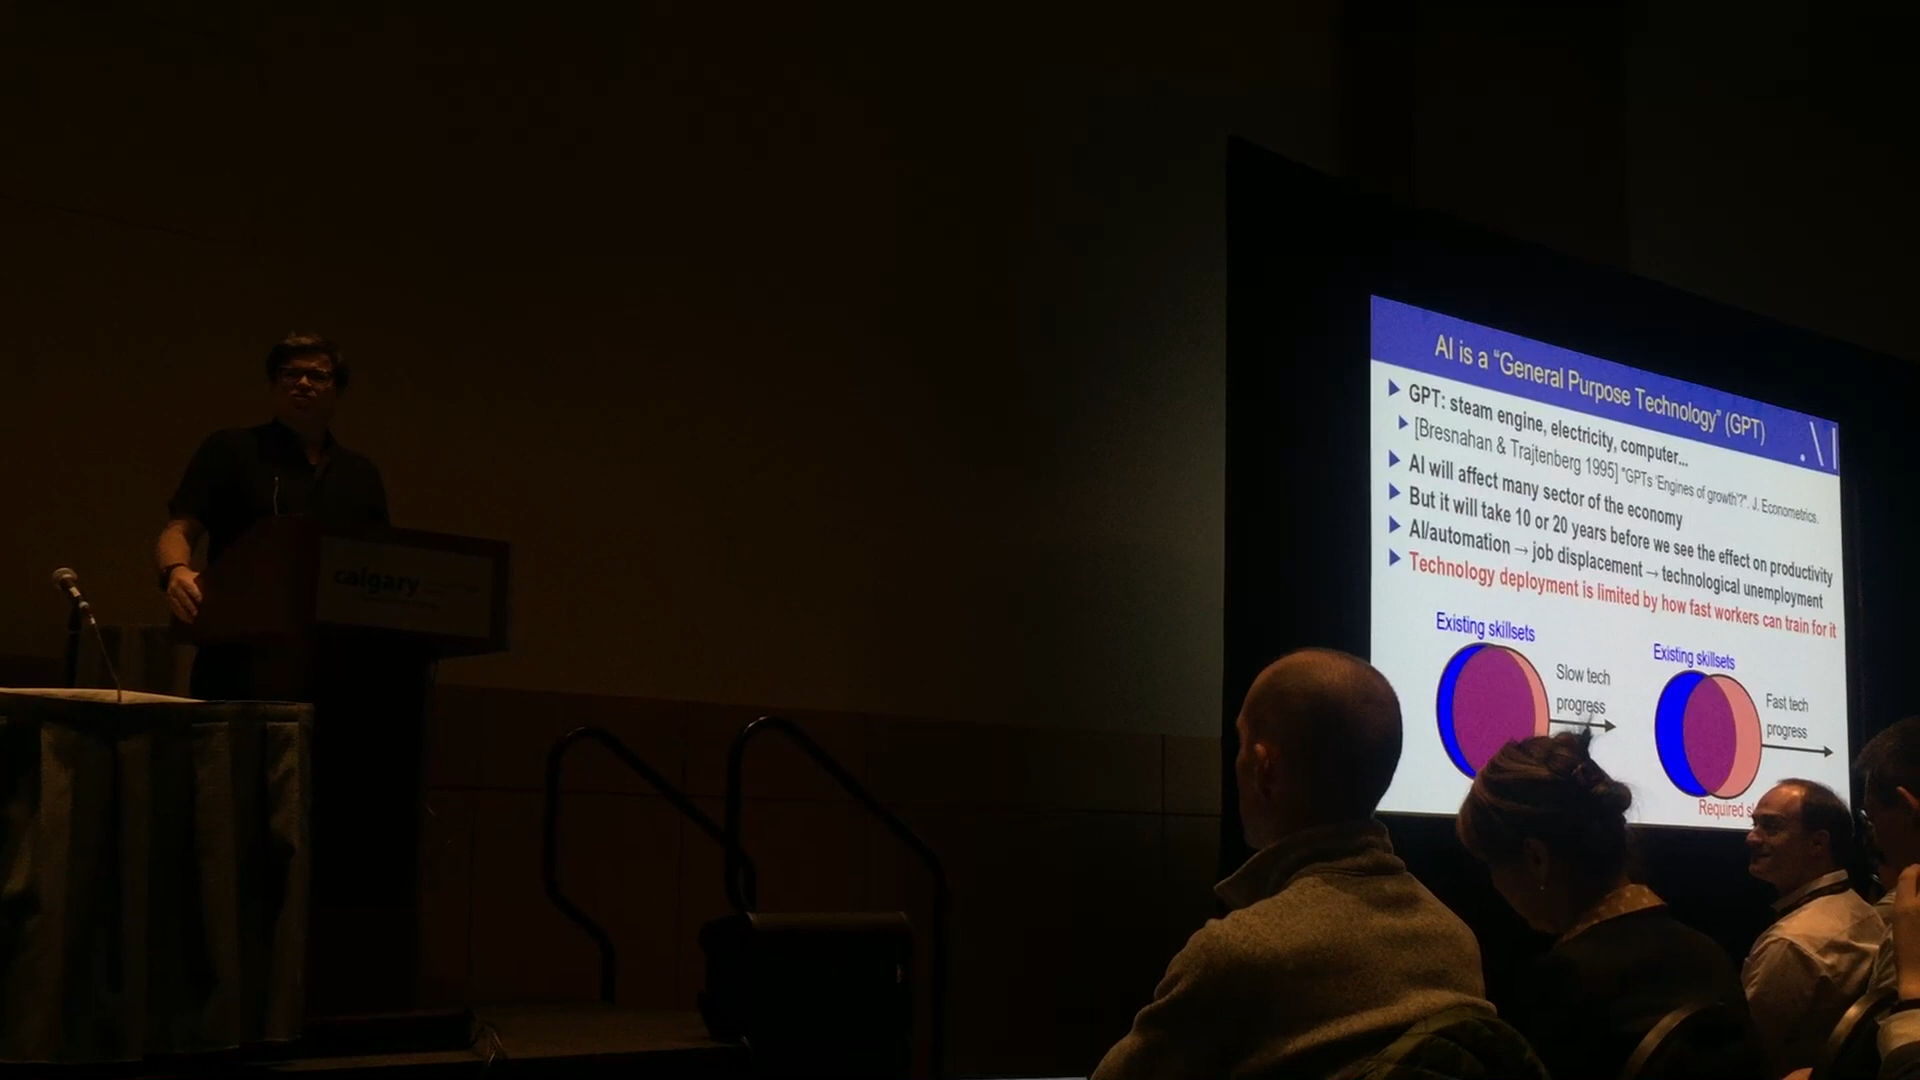 calgary
AI is a “General Purpose Technology” (GPT)
GPT: steam engine, electricity, computer...
[Bresnahan & Trajtenberg 1995] "GPTs 'Engines of growth'?". J. Econometrics.
AI will affect many sector of the economy
But it will take 10 or 20 years before we see the effect on productivity
AI/automation → job displacement → technological unemployment
Technology deployment is limited by how fast workers can train for it
Existing skillsets
Slow tech
progress
Existing skillsets
Fast tech
progress
Required